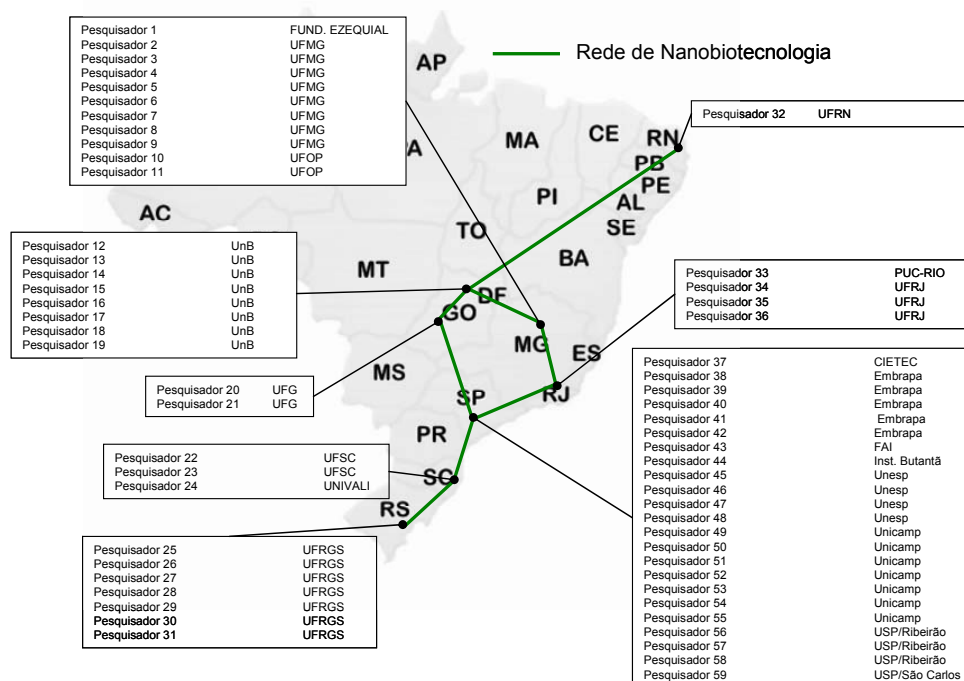 Pesquisador 1 FUND. EZEQUIAL
Pesquisador 2 UFMG
Pesquisador 3 UFMG
Pesquisador 4 UFMG
Pesquisador 5 UFMG
Pesquisador 6 UFMG
Pesquisador 7 UFMG
Pesquisador 8 UFMG
Pesquisador 9 UFMG
Pesquisador 10 UFOP
Pesquisador 11 UFOP
Rede de Nanobiotecnologia
AP
Pesquisador 32 UFRN
MA
CE
RN
PB
PE
AL
SE
PI
AC
TO
BA
MT
DF
GO
MG
ES
MS
SP
RJ
PR
SC
RS
Pesquisador 12 UnB
Pesquisador 13 UnB
Pesquisador 14 UnB
Pesquisador 15 UnB
Pesquisador 16 UnB
Pesquisador 17 UnB
Pesquisador 18 UnB
Pesquisador 19 UnB
Pesquisador 33 PUC-RIO
Pesquisador 34 UFRJ
Pesquisador 35 UFRJ
Pesquisador 36 UFRJ
Pesquisador 20 UFG
Pesquisador 21 UFG
Pesquisador 22 UFSC
Pesquisador 23 UFSC
Pesquisador 24 UNIVALI
Pesquisador 25 UFRGS
Pesquisador 26 UFRGS
Pesquisador 27 UFRGS
Pesquisador 28 UFRGS
Pesquisador 29 UFRGS
Pesquisador 30 UFRGS
Pesquisador 31 UFRGS
Pesquisador 37 CIETEC
Pesquisador 38 Embrapa
Pesquisador 39 Embrapa
Pesquisador 40 Embrapa
Pesquisador 41 Embrapa
Pesquisador 42 Embrapa
Pesquisador 43 FAI
Pesquisador 44 Inst. Butantã
Pesquisador 45 Unesp
Pesquisador 46 Unesp
Pesquisador 47 Unesp
Pesquisador 48 Unesp
Pesquisador 49 Unicamp
Pesquisador 50 Unicamp
Pesquisador 51 Unicamp
Pesquisador 52 Unicamp
Pesquisador 53 Unicamp
Pesquisador 54 Unicamp
Pesquisador 55 Unicamp
Pesquisador 56 USP/Ribeirão
Pesquisador 57 USP/Ribeirão
Pesquisador 58 USP/Ribeirão
Pesquisador 59 USP/São Carlos